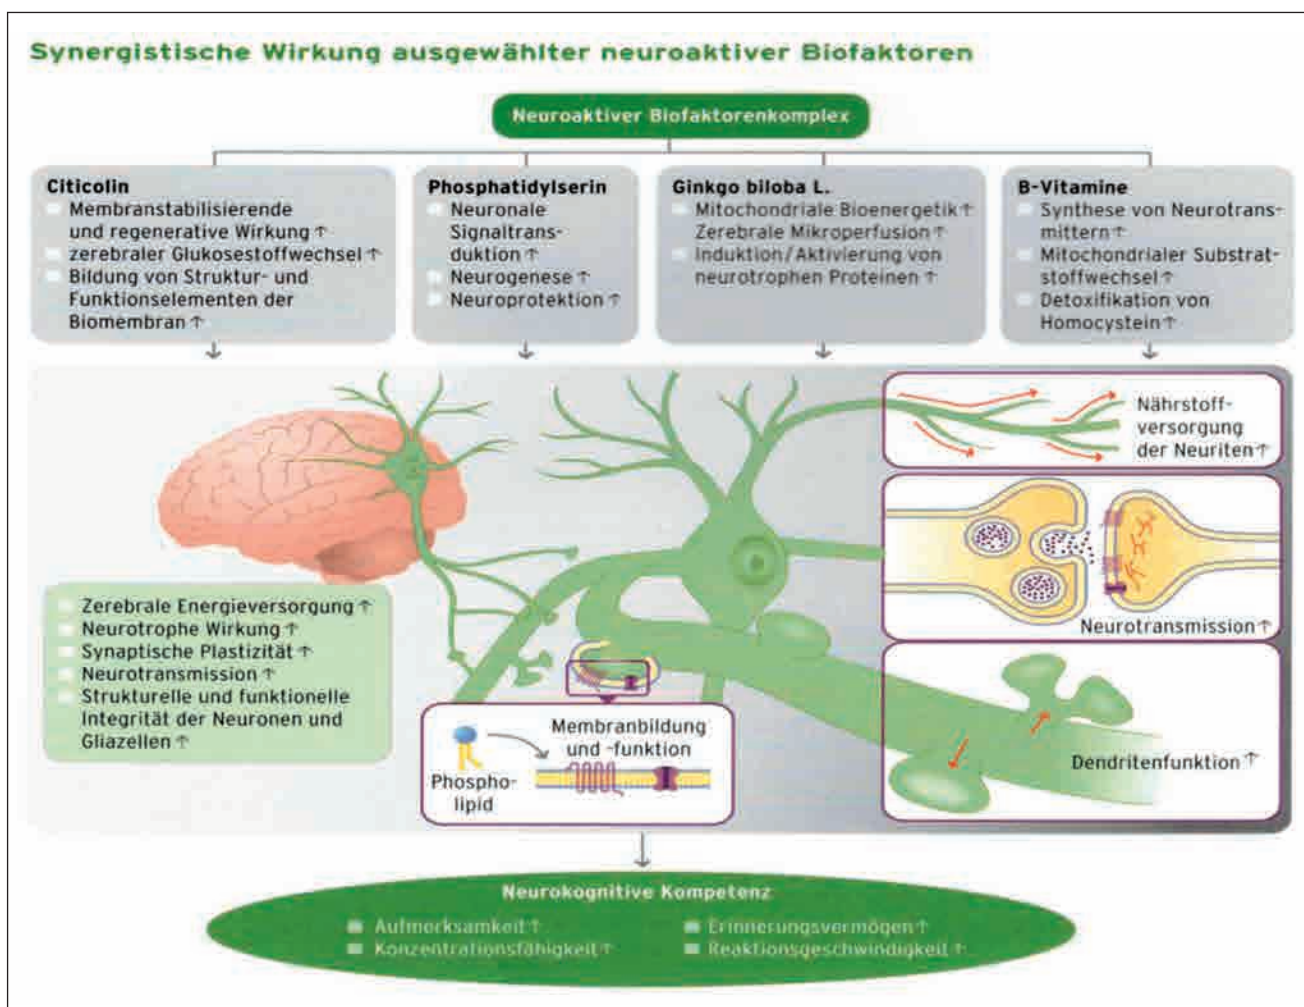 Synergistische Wirkung ausgewählter neuroaktiver Biofaktoren
Neuroaktiver Biofaktorenkomplex
Citicolin
Membranstabilisierende
und regenerative Wirkung ↑
zerebraler Glukosestoffwechsel ↑
Bildung von Struktur- und
Funktionselementen der
Biomembran ↑
Phosphatidylserin
Neuronale
Signaltrans-
duktion ↑
Neurogenese ↑
Neuroprotektion ↑
Ginkgo biloba L.
Mitochondriale Bioenergetik ↑
Zerebrale Mikroperfusion ↑
Induktion/Aktivierung von
neurotrophen Proteinen ↑
B-Vitamine
Synthese von Neurotrans-
mittern ↑
Mitochondrialer Substrat-
stoffwechsel ↑
Detoxifikation von
Homocystein ↑
Nährstoff-
versorgung
der Neuriten ↑
Neurotransmission ↑
Dendritenfunktion ↑
Zerebrale Energieversorgung ↑
Neurotrophe Wirkung ↑
Synaptische Plastizität ↑
Neurotransmission ↑
Strukturelle und funktionelle
Integrität der Neuronen und
Gliazellen ↑
Membranbildung
und -funktion
Phospho-
lipid
Neurokognitive Kompetenz
Aufmerksamkeit ↑
Konzentrationsfähigkeit ↑
Erinnerungsvermögen ↑
Reaktionsgeschwindigkeit ↑